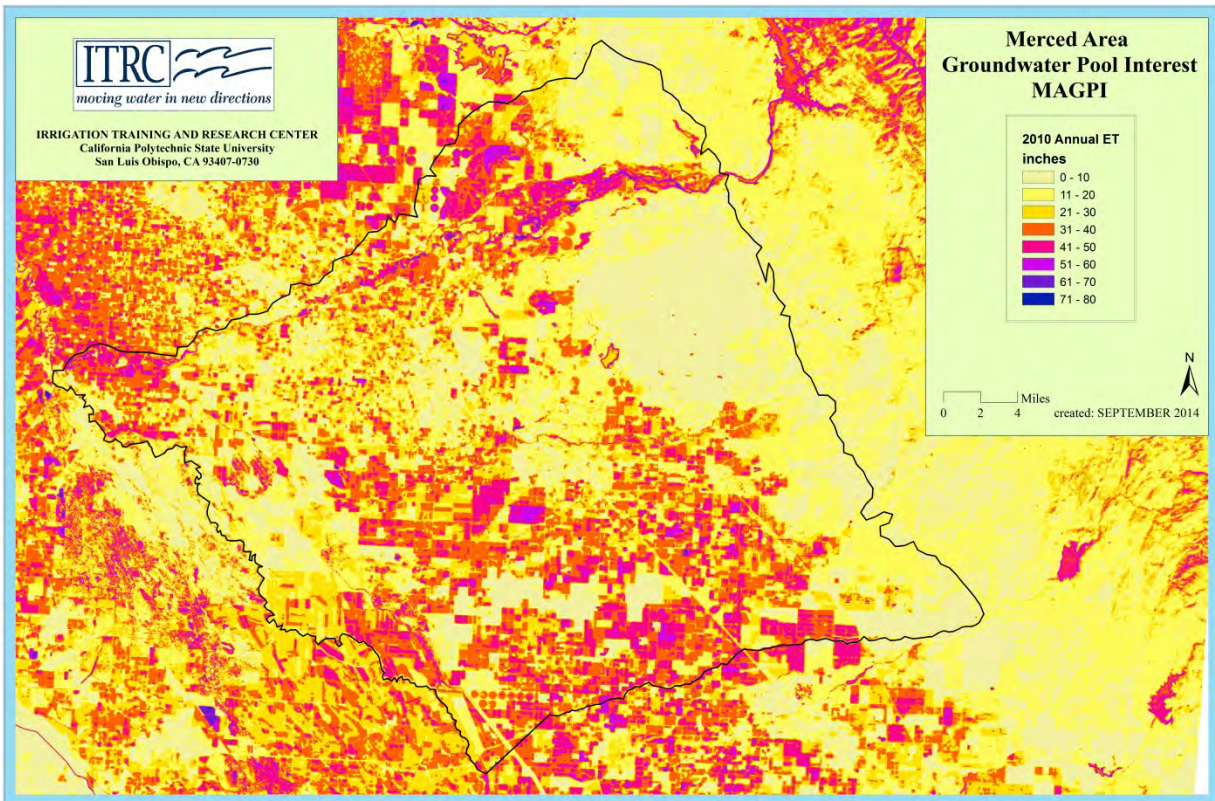 ITRC
moving water in new directions
IRRIGATION TRAINING AND RESEARCH CENTER
California Polytechnic State University
San Luis Obispo, CA 93407-0730
Merced Area
Groundwater Pool Interest
MAGPI
2010 Annual ET
inches
0 - 10
11 - 20
21 - 30
31 - 40
41 - 50
51 - 60
61 - 70
71 - 80
N
Miles
0 2 4
created: SEPTEMBER 2014